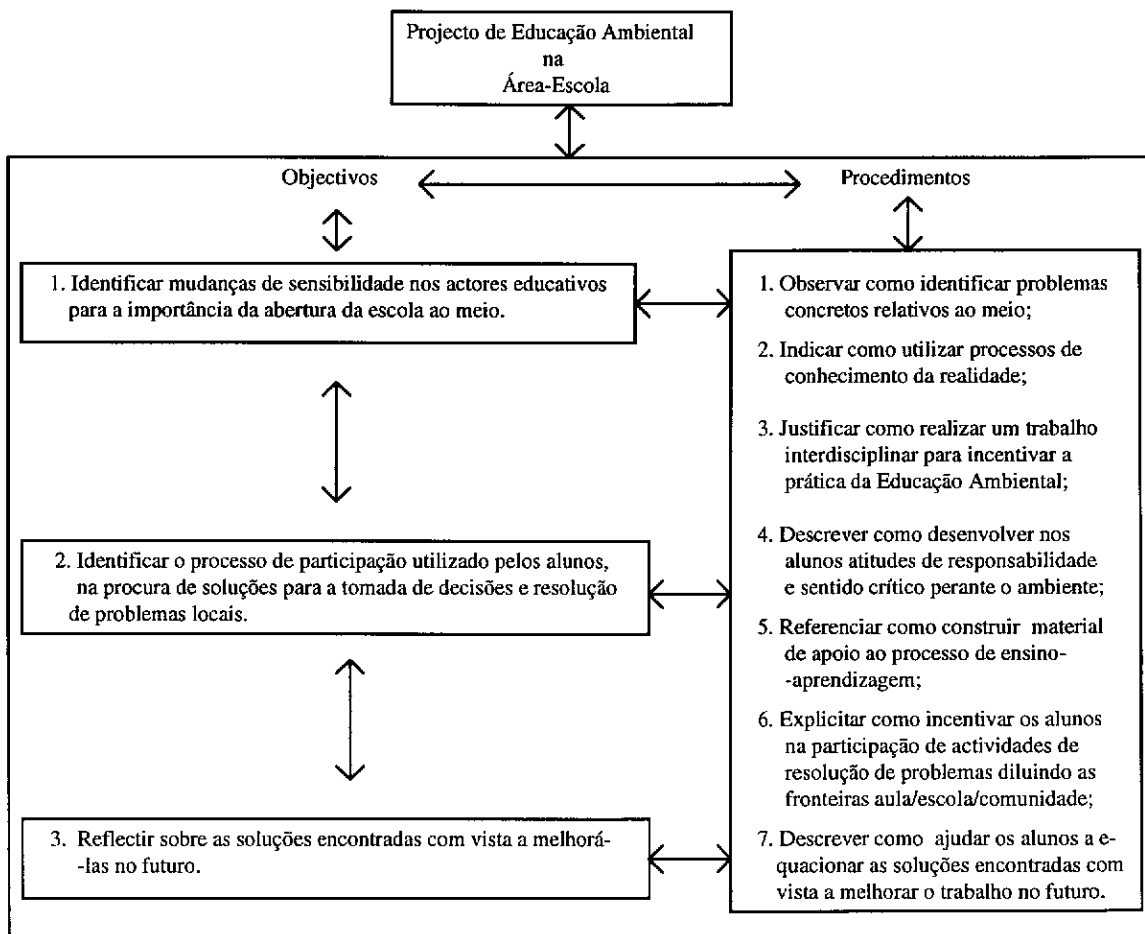 Projecto de Educação Ambiental
na
Área-Escola
Objectivos
Procedimentos
1. Identificar mudanças de sensibilidade nos actores educativos
para a importância da abertura da escola ao meio.
2. Identificar o processo de participação utilizado pelos alunos,
na procura de soluções para a tomada de decisões e resolução
de problemas locais.
3. Reflectir sobre as soluções encontradas com vista a melhorá-
-las no futuro.
1. Observar como identificar problemas
concretos relativos ao meio;
2. Indicar como utilizar processos de
conhecimento da realidade;
3. Justificar como realizar um trabalho
interdisciplinar para incentivar a
prática da Educação Ambiental;
4. Descrever como desenvolver nos
alunos atitudes de responsabilidade
e sentido crítico perante o ambiente;
5. Referenciar como construir material
de apoio ao processo de ensino-
-aprendizagem;
6. Explicitar como incentivar os alunos
na participação de actividades de
resolução de problemas diluindo as
fronteiras aula/escola/comunidade;
7. Descrever como ajudar os alunos a e-
quacionar as soluções encontradas com
vista a melhorar o trabalho no futuro.